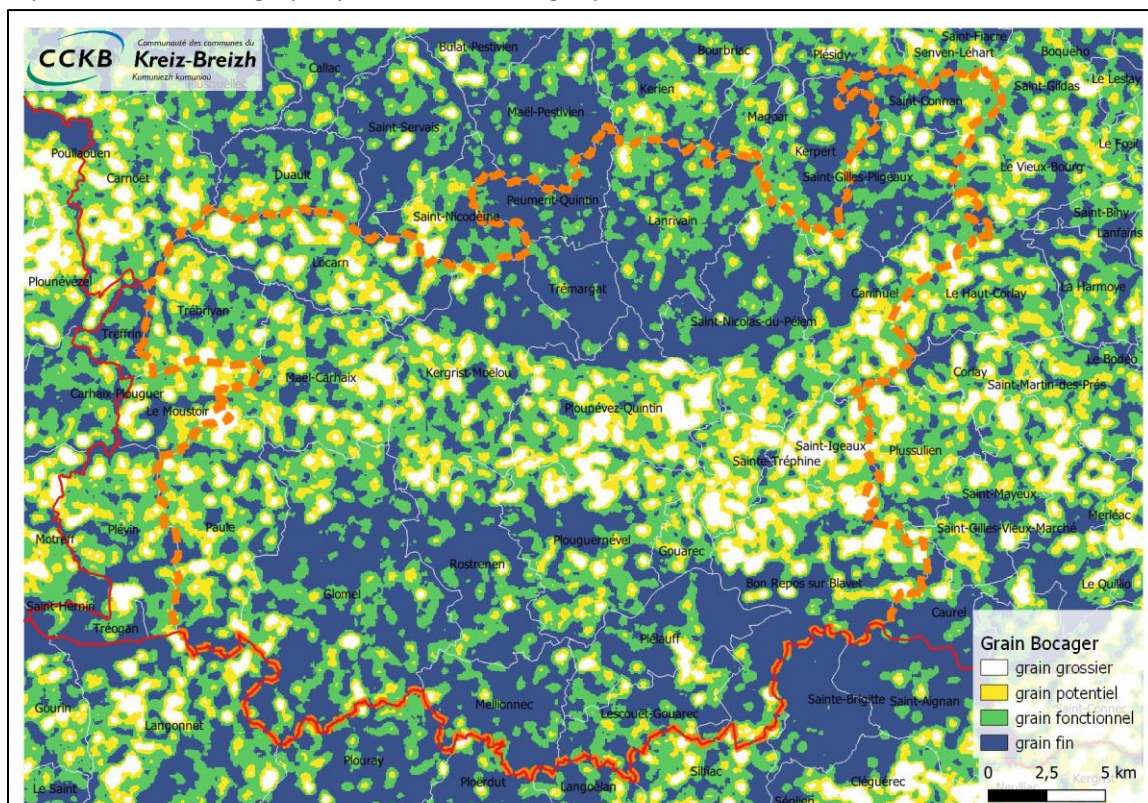 Communauté des communes du
CCKB Kreiz-Breizh
Kumuniezh kumunioù
Saint-Fiacre
Bulat-Pestivien
Bourbriac
Plésidy
Senven-Léhart
Boqueho
Callac
Kerien
Saint-Gildas
Le Leslay
Saint-Connan
Maël-Pestivien
Magoar
Saint-Servais
Le Fœil
Poullaouen
Kerpert
Carnoët
Duault
Saint-Gilles-Pligeaux
Le Vieux-Bourg
Peumerit-Quintin
Saint-Nicodème
Lanrivain
Saint-Bihy
Lanfains
Locarn
Plounévézel
Trémargat
Canihuel
Le Haut-Corlay
La Harmoye
Trébrivan
Saint-Nicolas-du-Pélem
Treffrin
Le Bodéo
Maël-Carhaix
Kergrist-Moëlou
Corlay
Saint-Martin-des-Prés
Carhaix-Plouguer
Le Moustoir
Plounévez-Quintin
Saint-Igeaux
Plussulien
Sainte-Tréphine
Saint-Mayeux
Merléac
Motreff
Plévin
Paule
Saint-Gilles-Vieux-Marché
Plouguernével
Gouarec
Rostrenen
Bon Repos sur Blavet
Le Quillio
Glomel
Saint-Hernin
Caurel
Tréogan
Plélauff
Grain Bocager
grain grossier
grain potentiel
grain fonctionnel
grain fin
0 2,5 5 km
Sainte-Brigitte
Saint-Aignan
Saint-Connec
Mellionnec
Lescouët-Gouarec
Gourin
Langonnet
Plouray
Silfiac
Ploërdut
Langoëlan
Cléguérec
Le Saint
Séglien
Neulliac
Kergrist